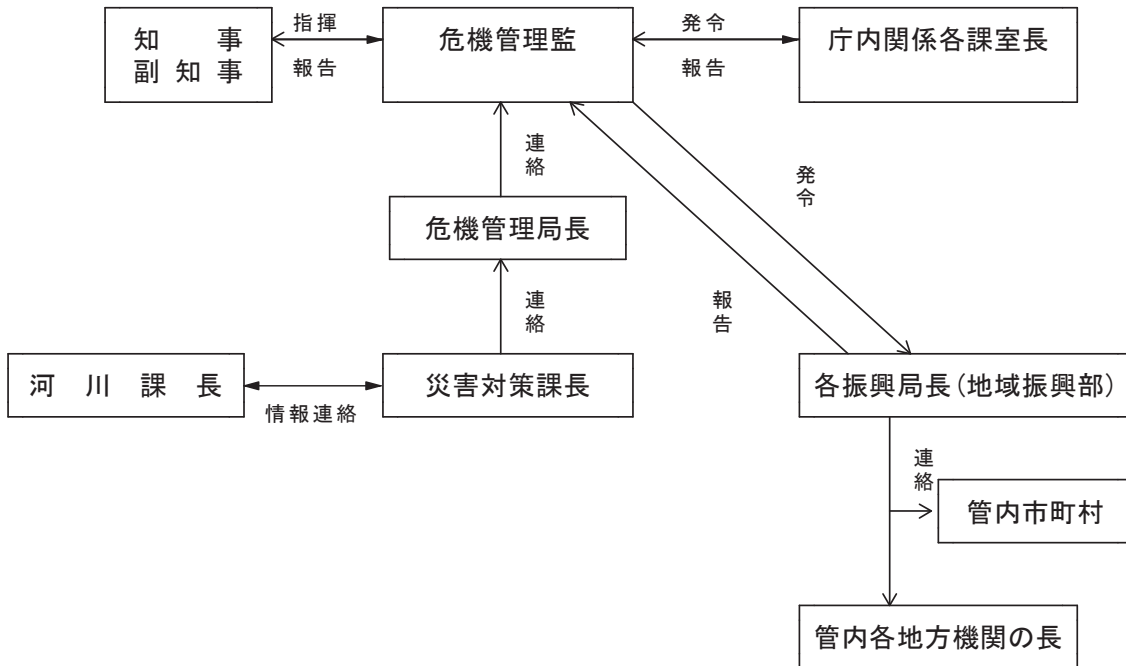 知　　事
副 知 事
指揮
報告
危機管理監
発令
報告
庁内関係各課室長
連絡
発令
危機管理局長
連絡
報告
河 川 課 長
情報連絡
災害対策課長
各振興局長（地域振興部）
連絡
管内市町村
管内各地方機関の長